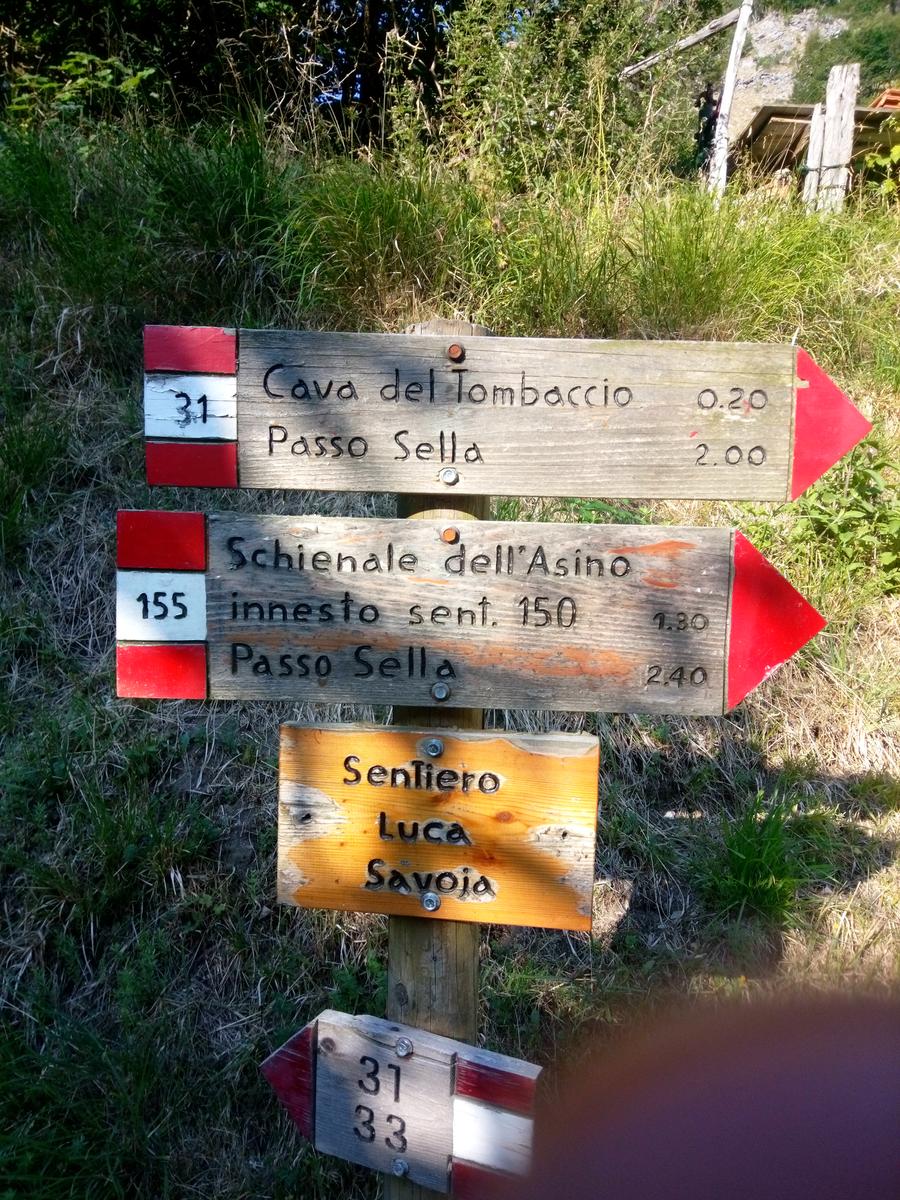 31
Cava del Tombaccio 0.20
Passo Sella 2.00
155
Schienale dell'Asino
innesto sent. 150 1.30
Passo Sella 2.40
Sentiero
Luca
Savoja
31
33